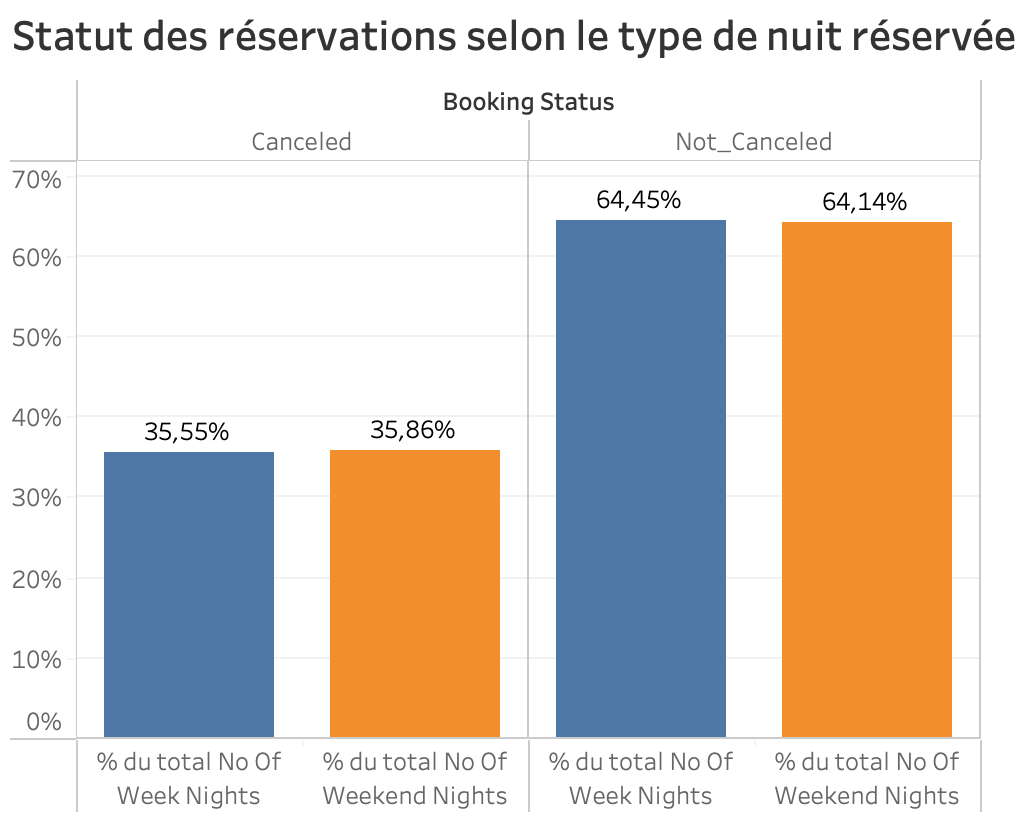 Statut des réservations selon le type de nuit réservée
Booking Status
Canceled
Not_Canceled
70%
60%
50%
40%
30%
20%
10%
0%
35,55%
35,86%
64,45%
64,14%
% du total No Of
Week Nights
% du total No Of
Weekend Nights
% du total No Of
Week Nights
% du total No Of
Weekend Nights